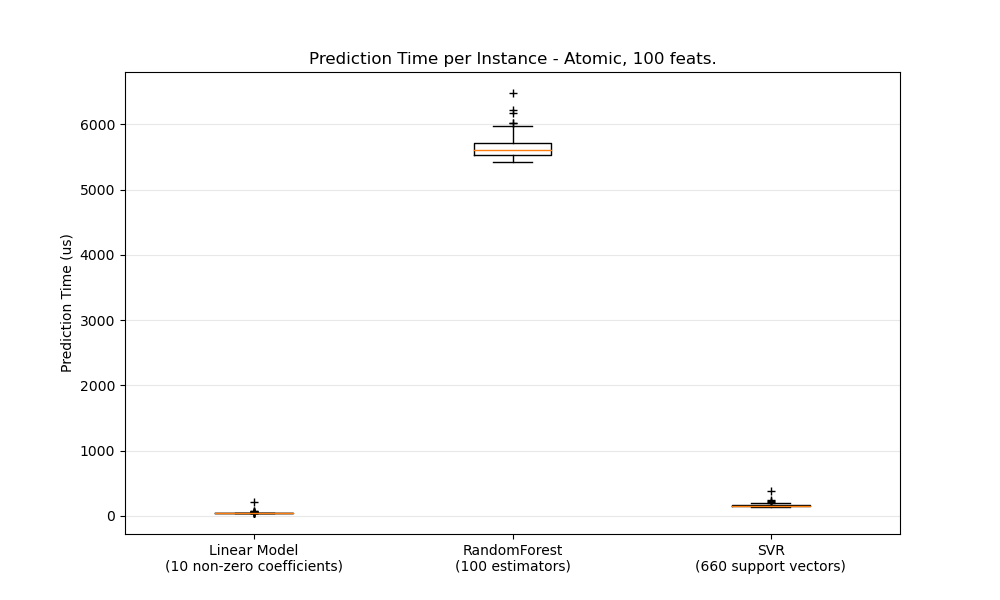 Prediction Time per Instance - Atomic, 100 feats.
Prediction Time (us)
6000
5000
4000
3000
2000
1000
0
Linear Model
(10 non-zero coefficients)
RandomForest
(100 estimators)
SVR
(660 support vectors)